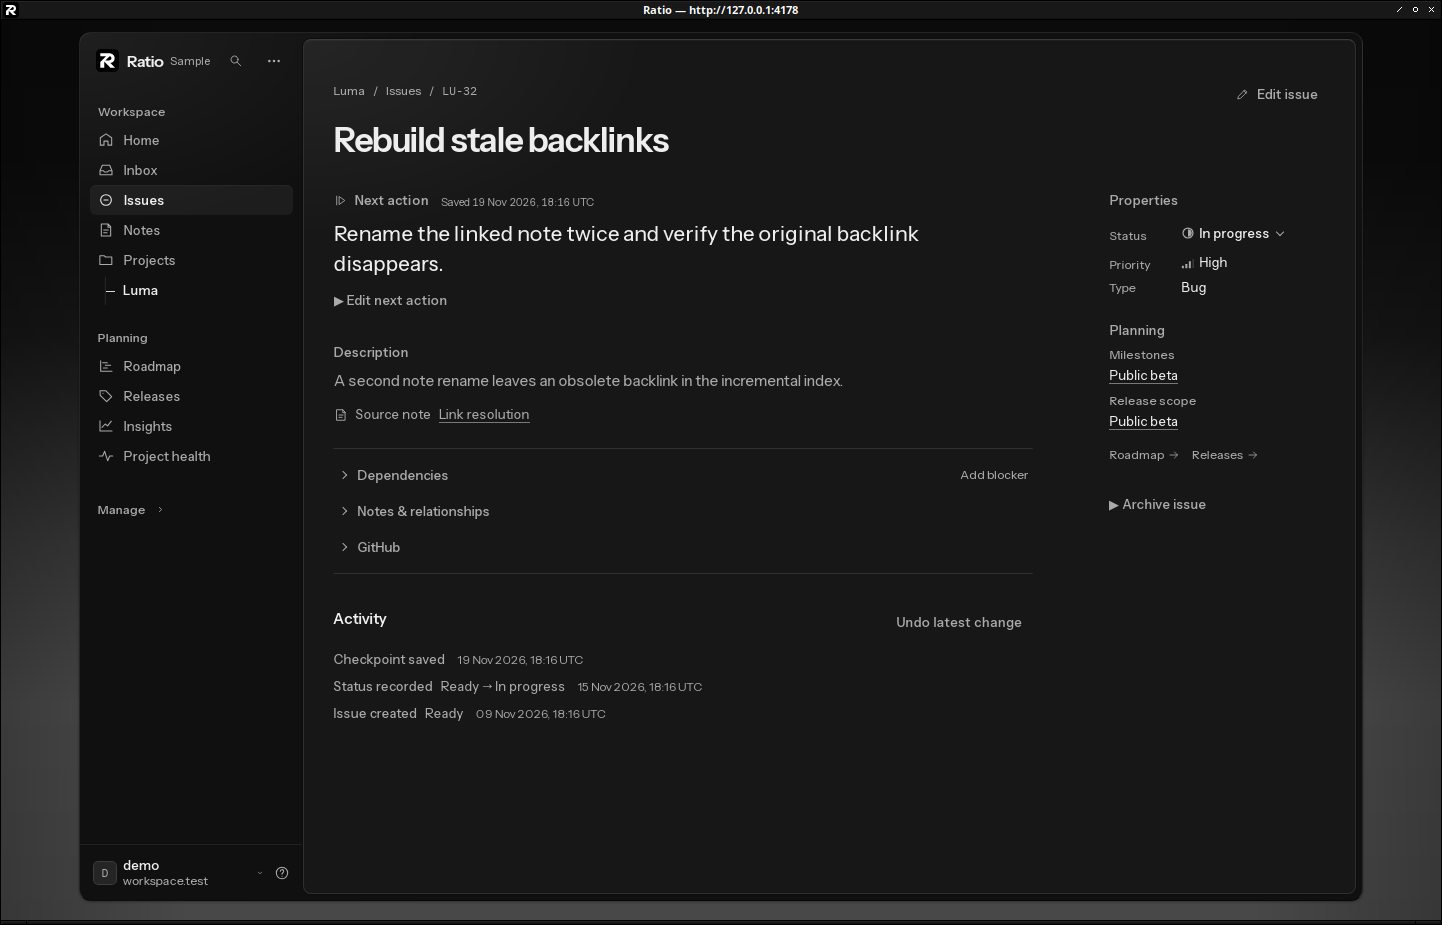 Ratio — http://127.0.0.1:4178
Ratio Sample
Workspace
Home
Inbox
Issues
Notes
Projects
Luma
Planning
Roadmap
Releases
Insights
Project health
Manage
D
demo
workspace.test
Luma / Issues / LU-32
Edit issue
Rebuild stale backlinks
Next action Saved 19 Nov 2026, 18:16 UTC
Rename the linked note twice and verify the original backlink
disappears.
▶ Edit next action
Description
A second note rename leaves an obsolete backlink in the incremental index.
Source note Link resolution
Dependencies Add blocker
Notes & relationships
GitHub
Activity Undo latest change
Checkpoint saved 19 Nov 2026, 18:16 UTC
Status recorded Ready → In progress 15 Nov 2026, 18:16 UTC
Issue created Ready 09 Nov 2026, 18:16 UTC
Properties
Status In progress
Priority High
Type Bug
Planning
Milestones
Public beta
Release scope
Public beta
Roadmap → Releases →
▶ Archive issue